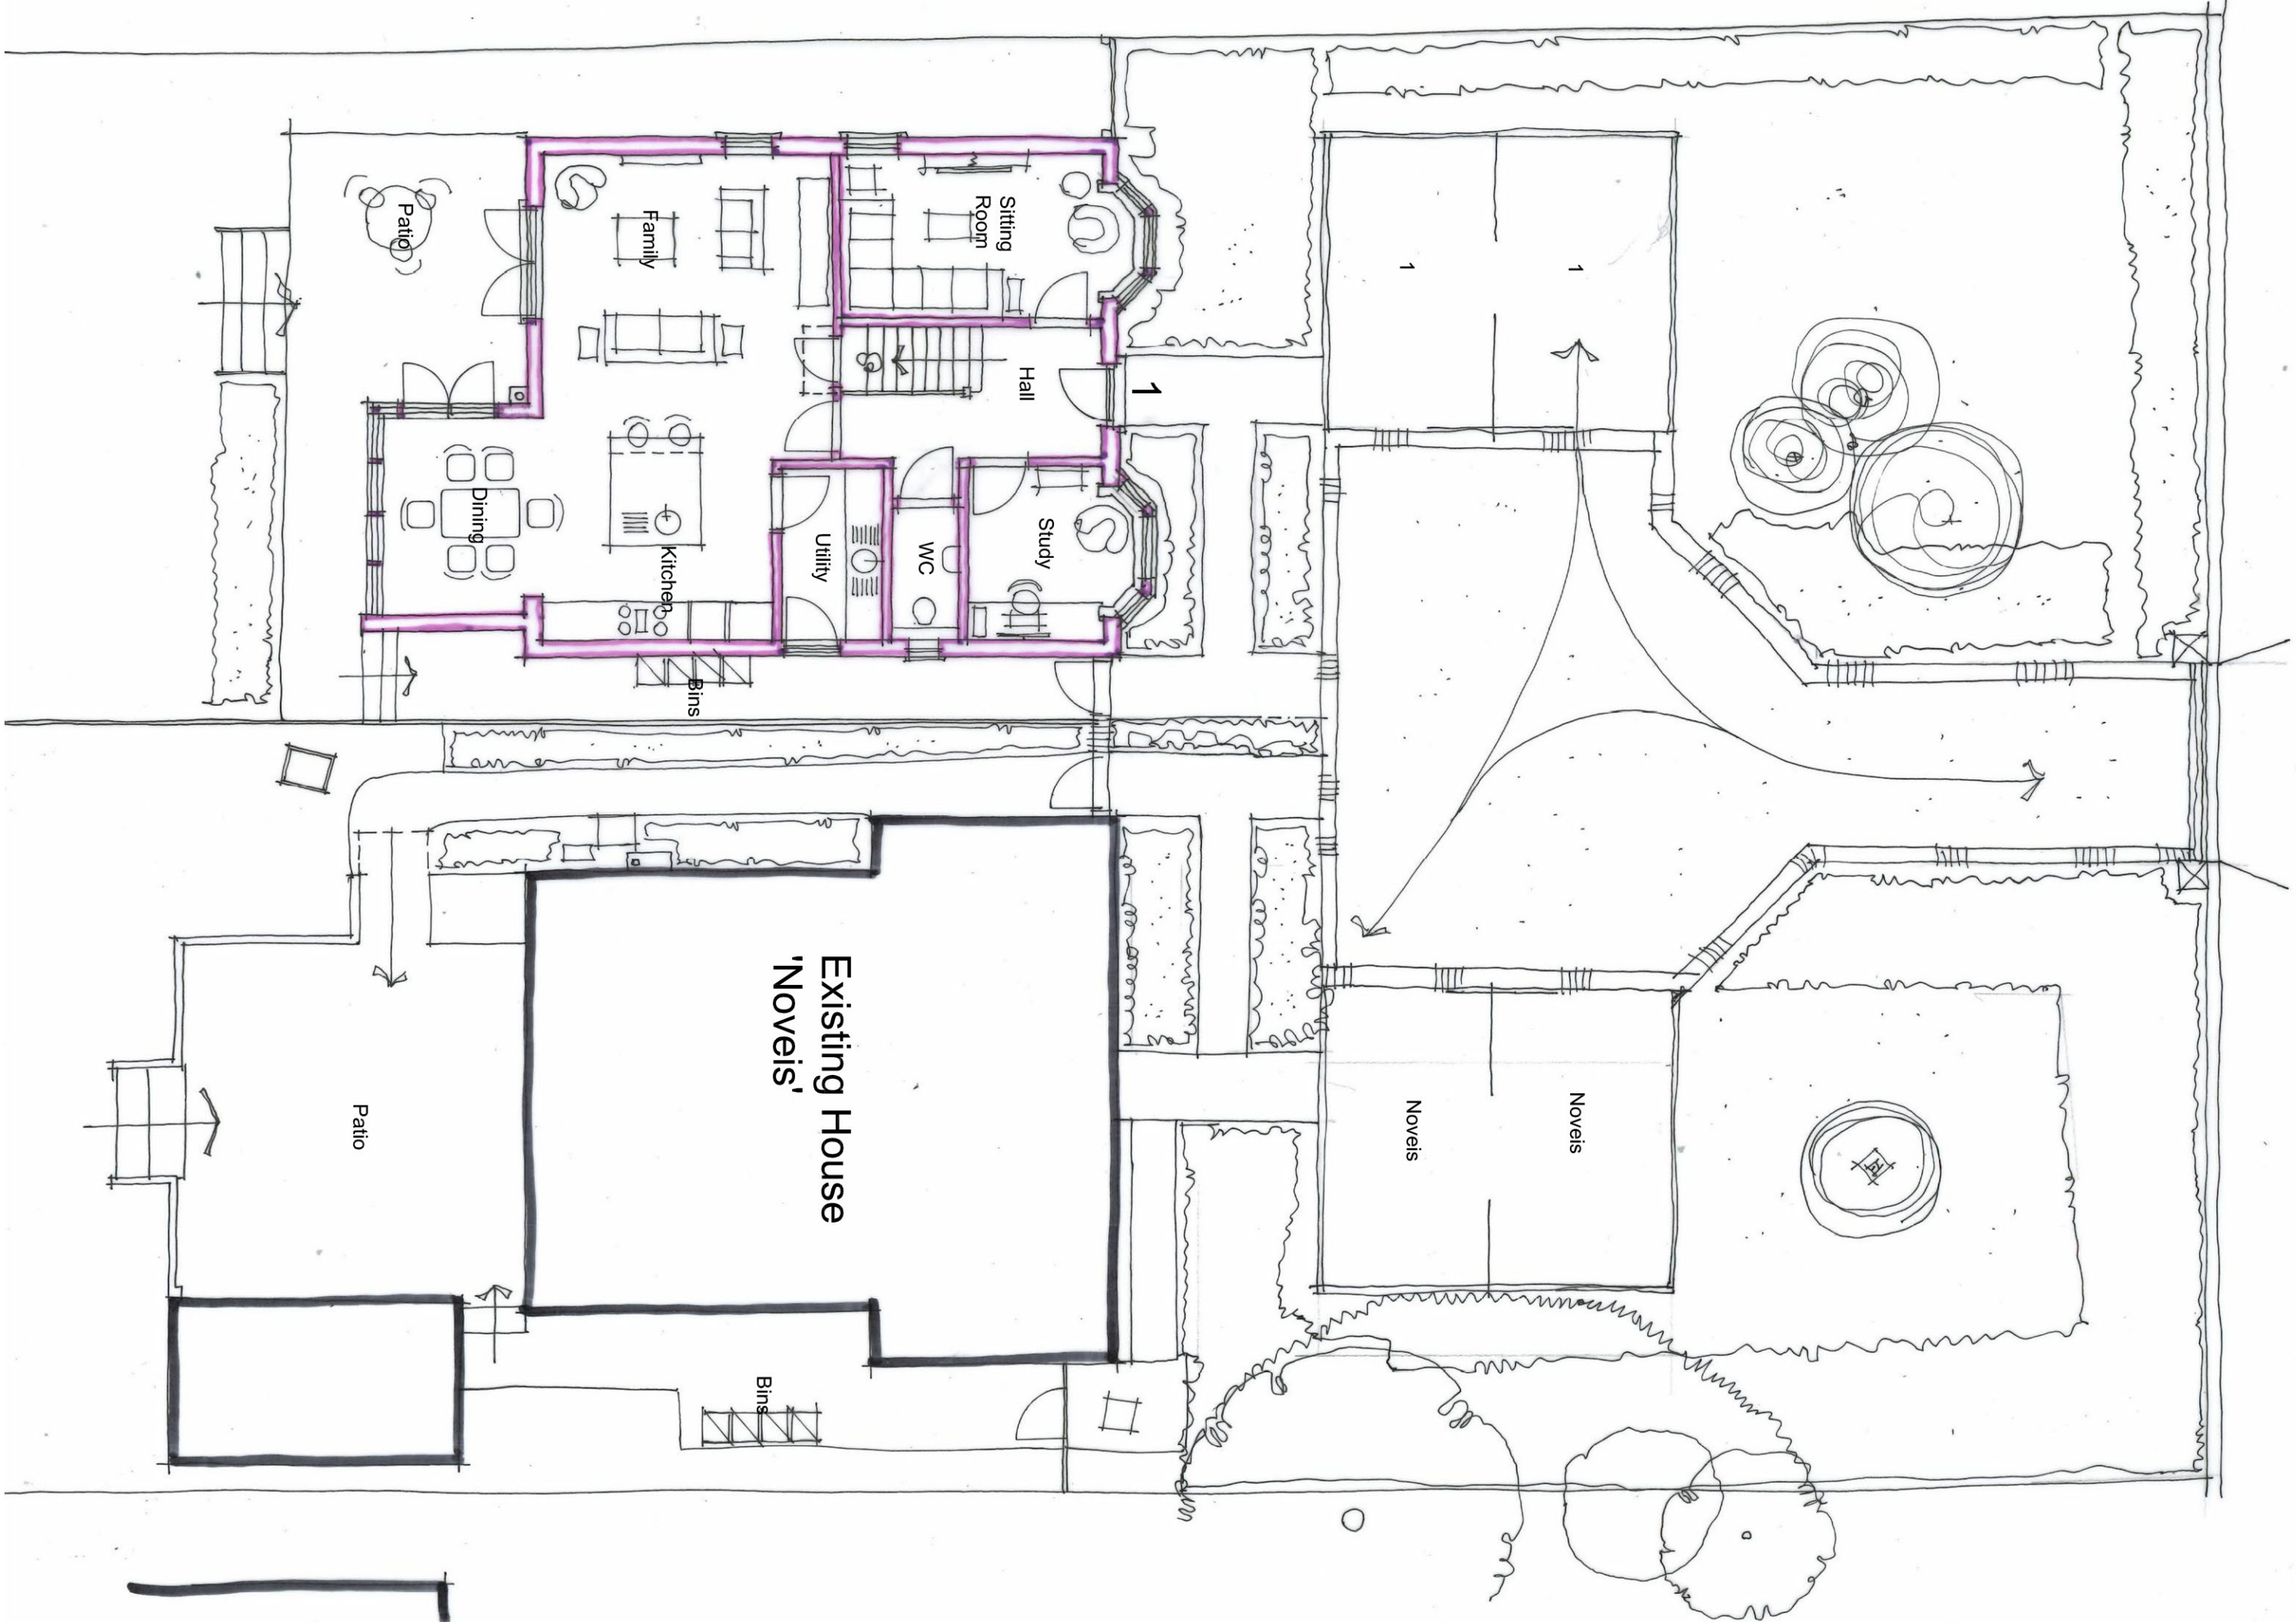 Patio
Family
Sitting
Room
Hall
1
Dining
Kitchen
Utility
WC
Study
Bins
1
1
Existing House
'Noveis'
Patio
Bins
Noveis
Noveis